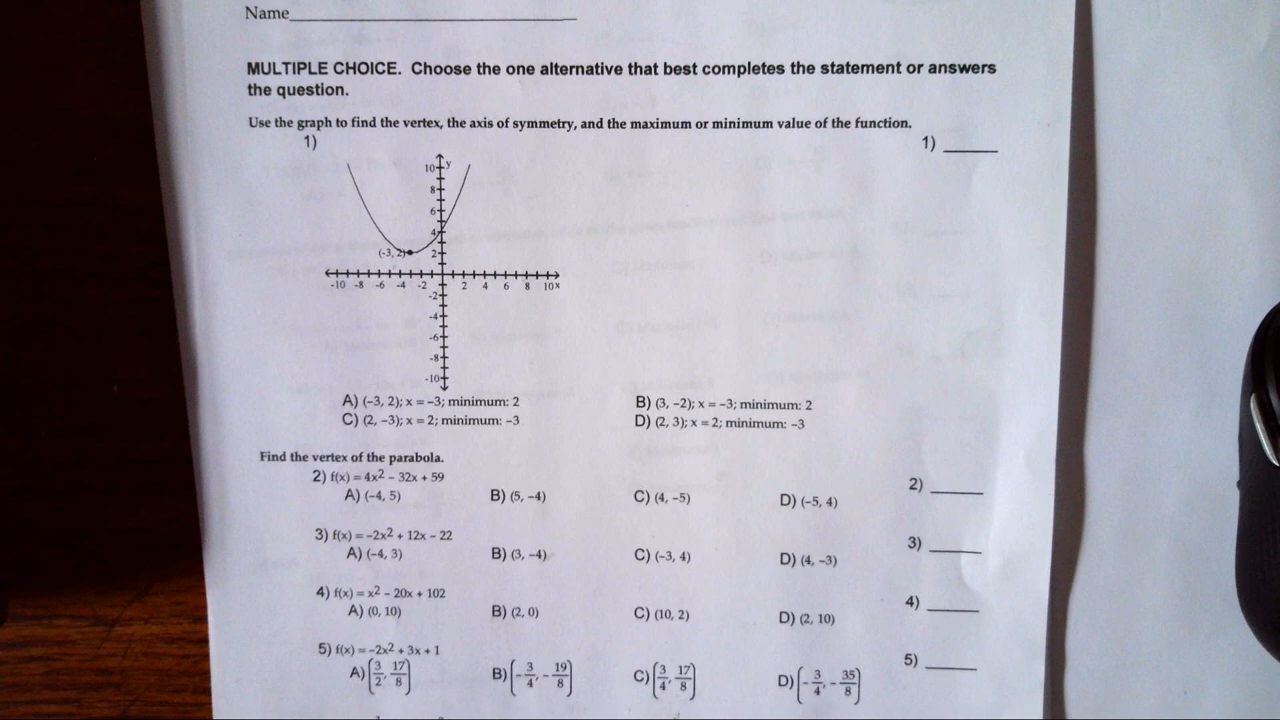 Name
MULTIPLE CHOICE. Choose the one alternative that best completes the statement or answers
the question.
Use the graph to find the vertex, the axis of symmetry, and the maximum or minimum value of the function.
1)
1)
10 y
8
6
4
(-3, 2) 2
-10 -8 -6 -4 -2 2 4 6 8 10x
-2
-4
-6
-8
-10
A) (-3, 2); x = -3; minimum: 2 B) (3, -2); x = -3; minimum: 2
C) (2, -3); x = 2; minimum: -3 D) (2, 3); x = 2; minimum: -3
Find the vertex of the parabola.
2) f(x) = 4x² - 32x + 59 2)
A) (-4, 5) B) (5, -4) C) (4, -5) D) (-5, 4)
3) f(x) = -2x² + 12x - 22 3)
A) (-4, 3) B) (3, -4) C) (-3, 4) D) (4, -3)
4) f(x) = x² - 20x + 102 4)
A) (0, 10) B) (2, 0) C) (10, 2) D) (2, 10)
5) f(x) = -2x² + 3x + 1 5)
A) (3/2, 17/8) B) (-3/4, -19/8) C) (3/4, 17/8) D) (-3/4, -35/8)